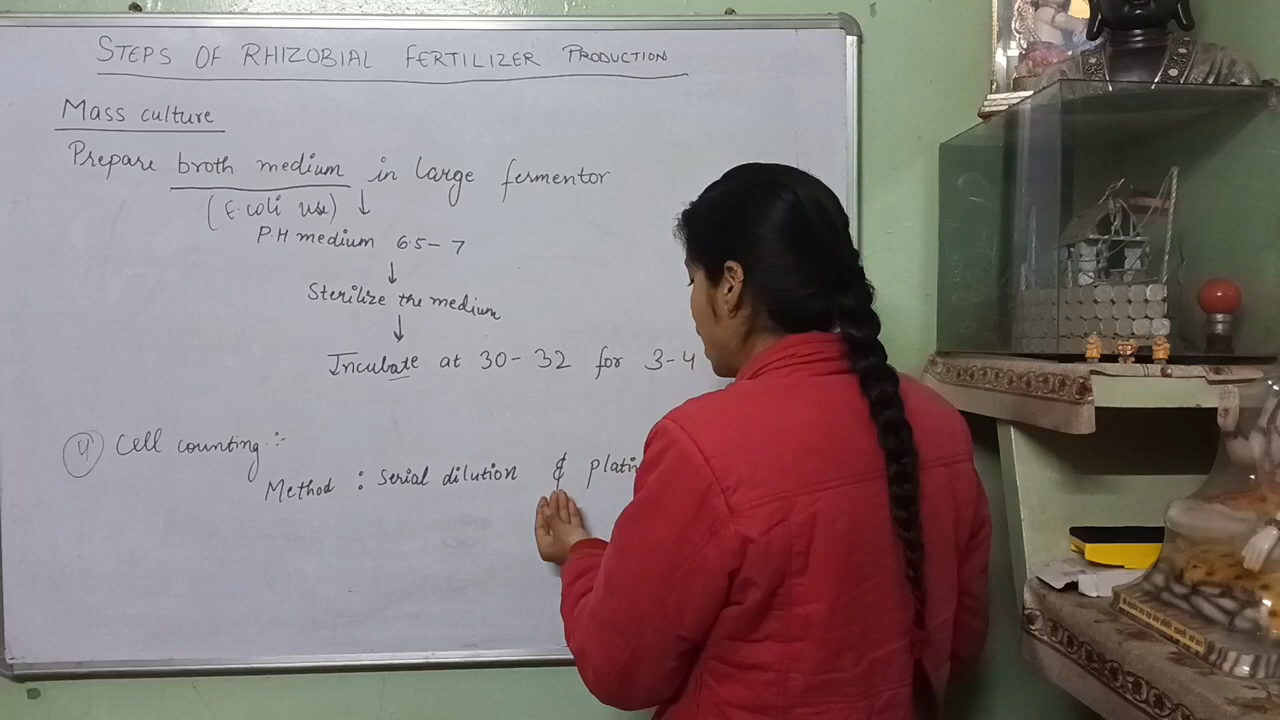 STEPS OF RHIZOBIAL FERTILIZER PRODUCTION
Mass culture
Prepare broth medium in large fermentor
(E. coli use) ↓
P.H medium 6.5 - 7
↓
Sterilize the medium
↓
Incubate at 30 - 32 for 3 - 4
4 Cell counting :-
Method : serial dilution & platin